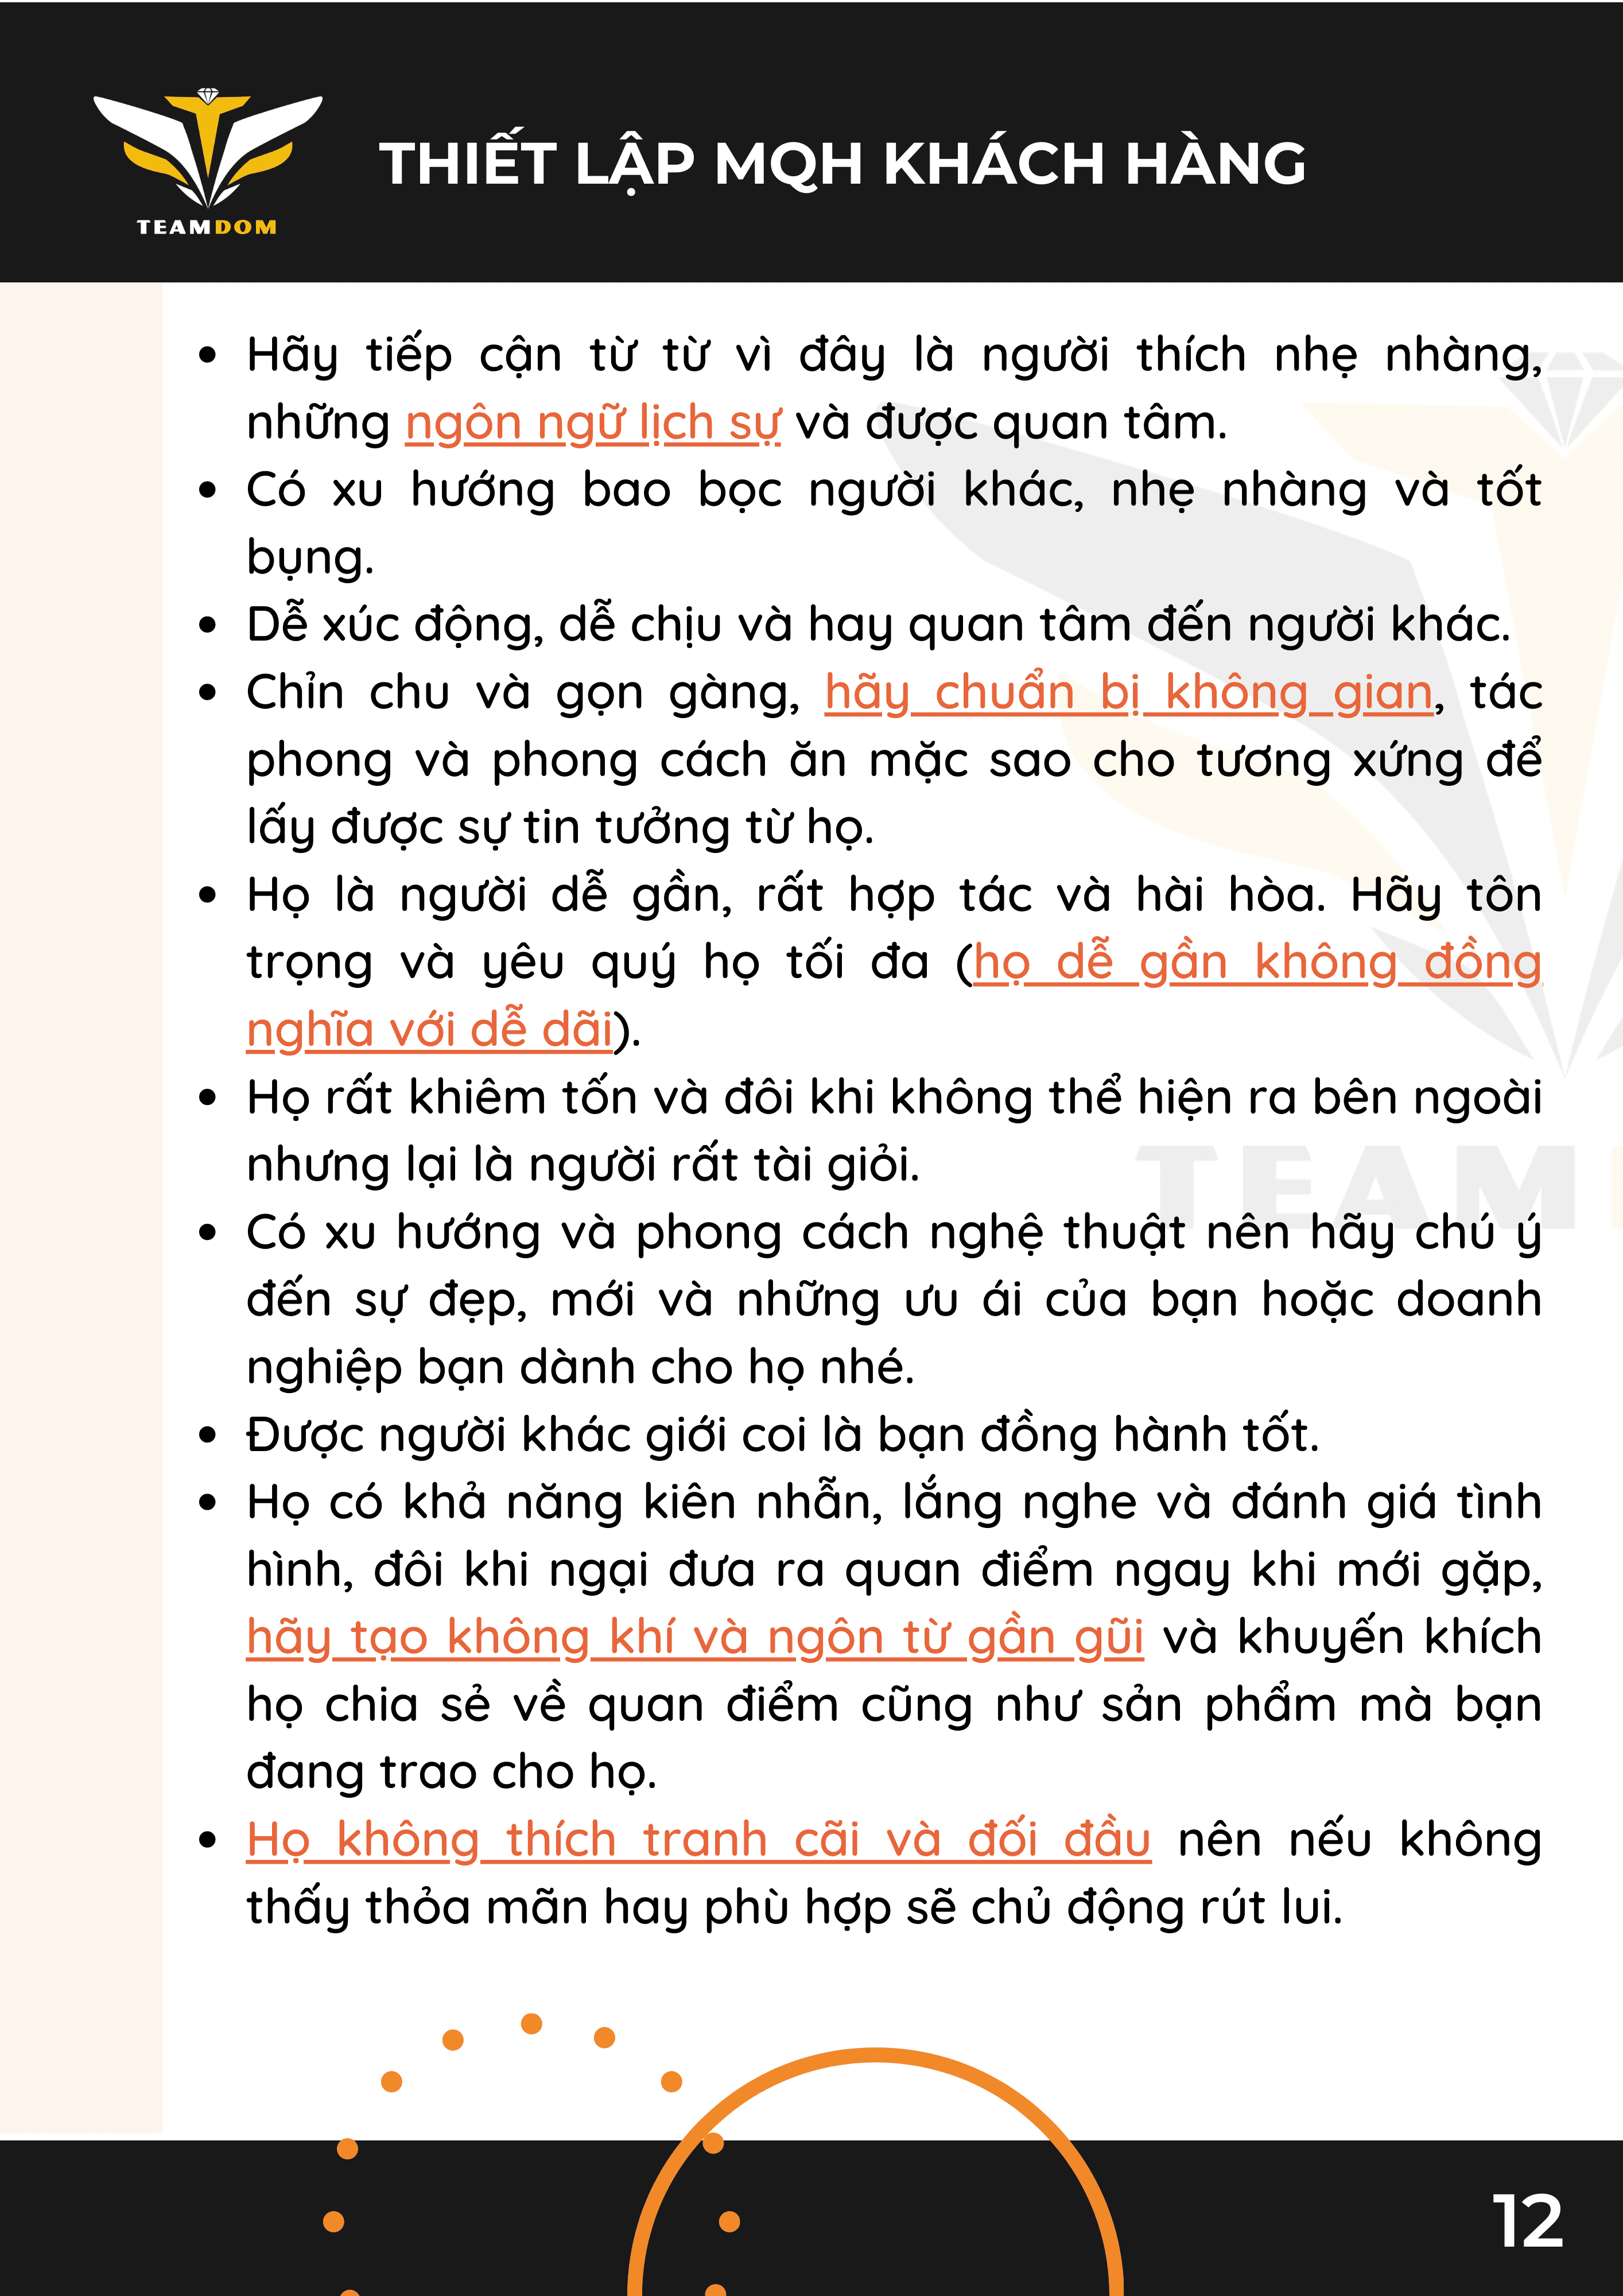 TEAMDOM
THIẾT LẬP MQH KHÁCH HÀNG
• Hãy tiếp cận từ từ vì đây là người thích nhẹ nhàng,
những ngôn ngữ lịch sự và được quan tâm.
• Có xu hướng bao bọc người khác, nhẹ nhàng và tốt
bụng.
• Dễ xúc động, dễ chịu và hay quan tâm đến người khác.
• Chỉn chu và gọn gàng, hãy chuẩn bị không gian, tác
phong và phong cách ăn mặc sao cho tương xứng để
lấy được sự tin tưởng từ họ.
• Họ là người dễ gần, rất hợp tác và hài hòa. Hãy tôn
trọng và yêu quý họ tối đa (họ dễ gần không đồng
nghĩa với dễ dãi).
• Họ rất khiêm tốn và đôi khi không thể hiện ra bên ngoài
nhưng lại là người rất tài giỏi.
TEAM
• Có xu hướng và phong cách nghệ thuật nên hãy chú ý
đến sự đẹp, mới và những ưu ái của bạn hoặc doanh
nghiệp bạn dành cho họ nhé.
• Được người khác giới coi là bạn đồng hành tốt.
• Họ có khả năng kiên nhẫn, lắng nghe và đánh giá tình
hình, đôi khi ngại đưa ra quan điểm ngay khi mới gặp,
hãy tạo không khí và ngôn từ gần gũi và khuyến khích
họ chia sẻ về quan điểm cũng như sản phẩm mà bạn
đang trao cho họ.
• Họ không thích tranh cãi và đối đầu nên nếu không
thấy thỏa mãn hay phù hợp sẽ chủ động rút lui.
12